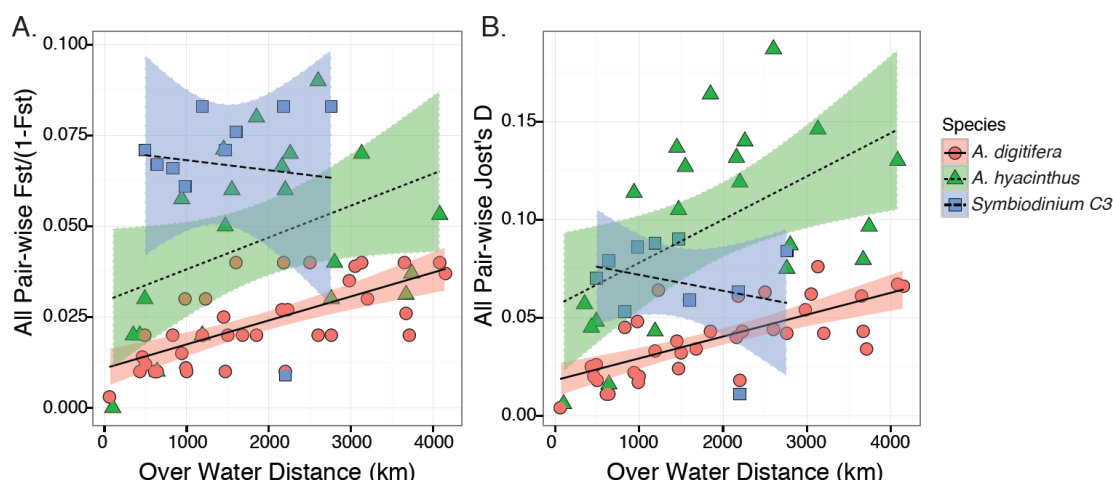 A.
All Pair-wise Fst/(1-Fst)
0.100
0.075
0.050
0.025
0.000
0 1000 2000 3000 4000
Over Water Distance (km)
B.
All Pair-wise Jost's D
0.15
0.10
0.05
0.00
0 1000 2000 3000 4000
Over Water Distance (km)
Species
A. digitifera
A. hyacinthus
Symbiodinium C3